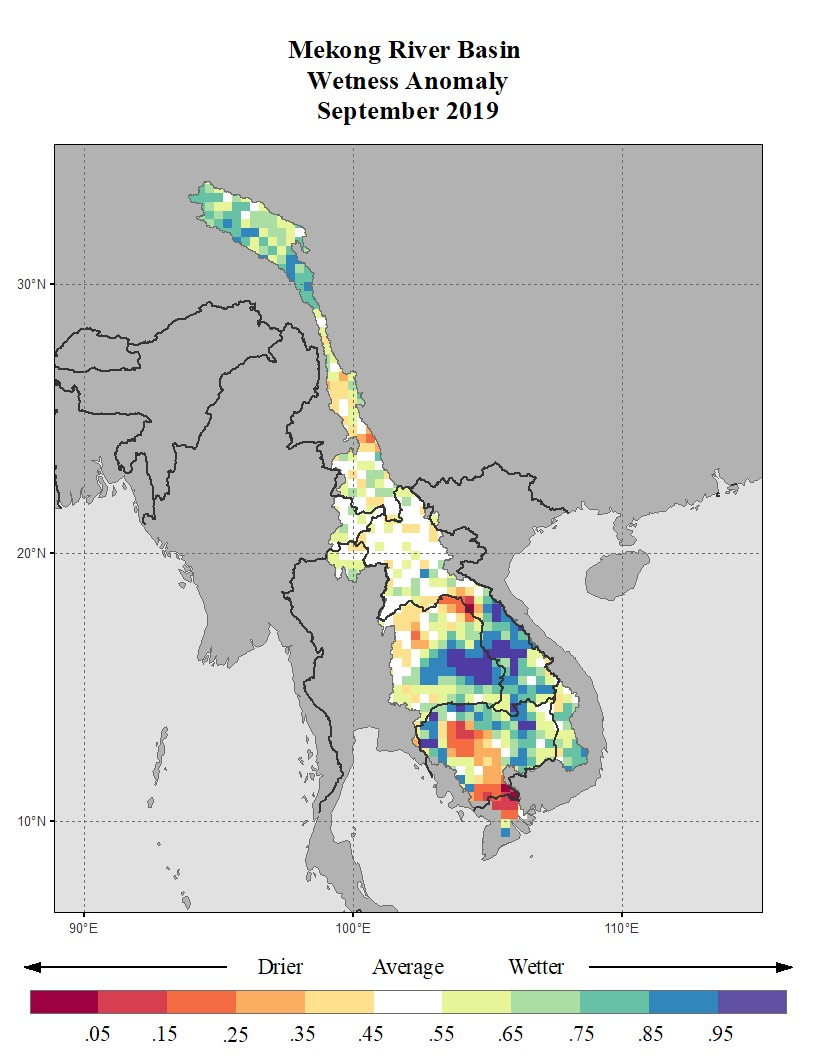 Mekong River Basin
Wetness Anomaly
September 2019
30°N
20°N
10°N
90°E 100°E 110°E
Drier Average Wetter
.05 .15 .25 .35 .45 .55 .65 .75 .85 .95